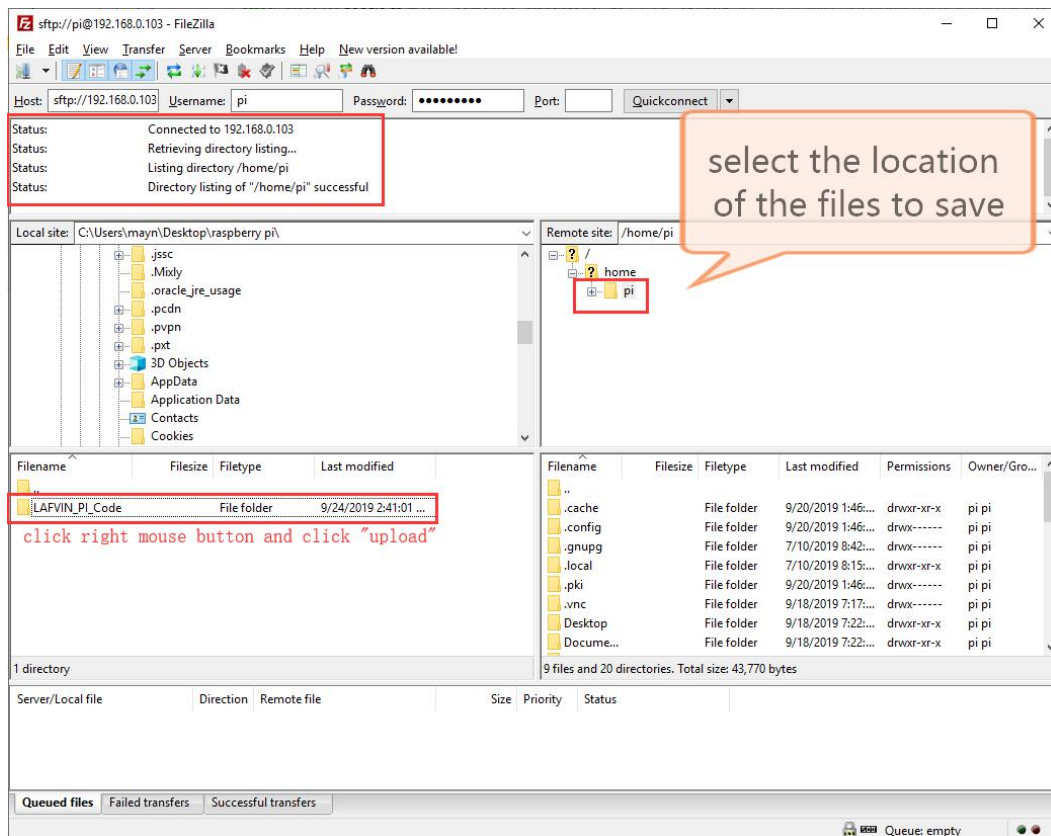 sftp://pi@192.168.0.103 - FileZilla
File Edit View Transfer Server Bookmarks Help New version available!
Host: sftp://192.168.0.103 Username: pi Password: ●●●●●●●●● Port: Quickconnect
Status: Connected to 192.168.0.103
Status: Retrieving directory listing...
Status: Listing directory /home/pi
Status: Directory listing of "/home/pi" successful
select the location
of the files to save
Local site: C:\Users\mayn\Desktop\raspberry pi\
.jssc
.Mixly
.oracle_jre_usage
.pcdn
.pvpn
.pxt
3D Objects
AppData
Application Data
Contacts
Cookies
Remote site: /home/pi
/
home
pi
Filename Filesize Filetype Last modified
..
LAFVIN_PI_Code File folder 9/24/2019 2:41:01 ...
click right mouse button and click "upload"
1 directory
Filename Filesize Filetype Last modified Permissions Owner/Gro...
..
.cache File folder 9/20/2019 1:46:... drwxr-xr-x pi pi
.config File folder 9/20/2019 1:46:... drwx------ pi pi
.gnupg File folder 7/10/2019 8:42:... drwx------ pi pi
.local File folder 7/10/2019 8:15:... drwxr-xr-x pi pi
.pki File folder 9/20/2019 1:46:... drwx------ pi pi
.vnc File folder 9/18/2019 7:17:... drwx------ pi pi
Desktop File folder 9/18/2019 7:22:... drwxr-xr-x pi pi
Docume... File folder 9/18/2019 7:22:... drwxr-xr-x pi pi
9 files and 20 directories. Total size: 43,770 bytes
Server/Local file Direction Remote file Size Priority Status
Queued files Failed transfers Successful transfers
Queue: empty